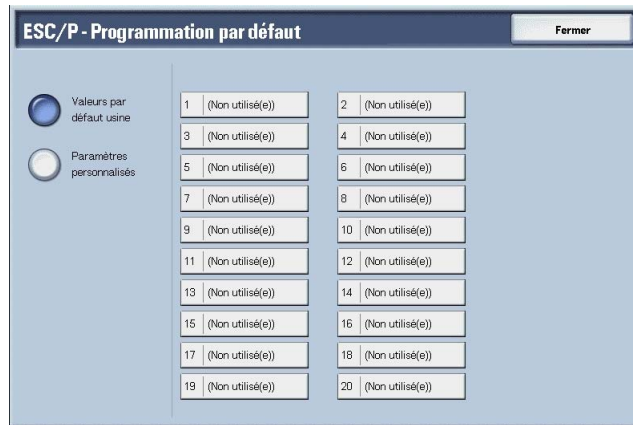 ESC/P - Programmation par défaut
Fermer
Valeurs par
défaut usine
Paramètres
personnalisés
1 (Non utilisé(e))
2 (Non utilisé(e))
3 (Non utilisé(e))
4 (Non utilisé(e))
5 (Non utilisé(e))
6 (Non utilisé(e))
7 (Non utilisé(e))
8 (Non utilisé(e))
9 (Non utilisé(e))
10 (Non utilisé(e))
11 (Non utilisé(e))
12 (Non utilisé(e))
13 (Non utilisé(e))
14 (Non utilisé(e))
15 (Non utilisé(e))
16 (Non utilisé(e))
17 (Non utilisé(e))
18 (Non utilisé(e))
19 (Non utilisé(e))
20 (Non utilisé(e))